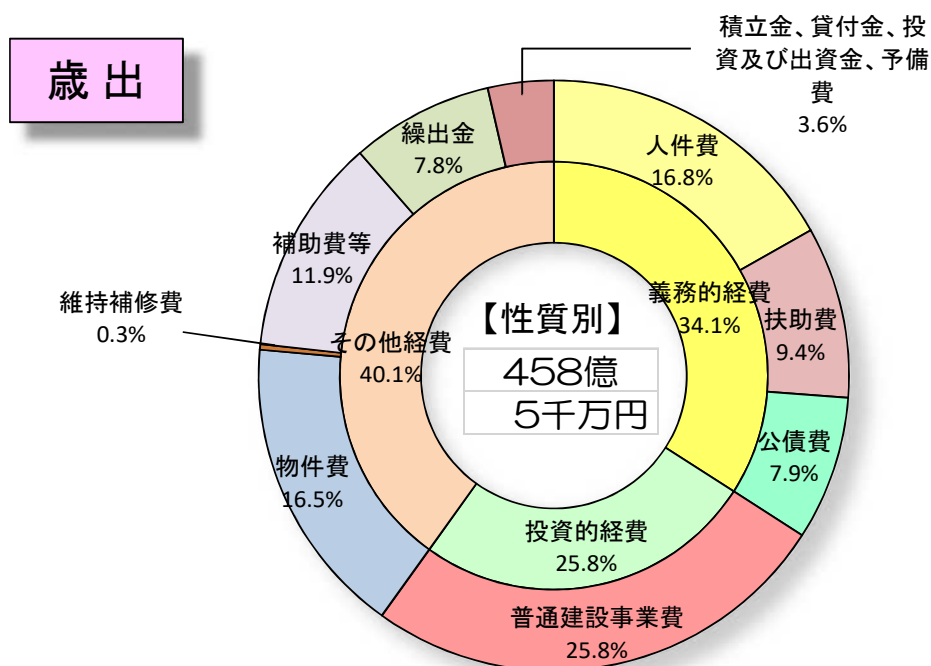 歳出
積立金、貸付金、投
資及び出資金、予備
費
3.6%
人件費
16.8%
扶助費
9.4%
公債費
7.9%
普通建設事業費
25.8%
物件費
16.5%
維持補修費
0.3%
補助費等
11.9%
繰出金
7.8%
義務的経費
34.1%
投資的経費
25.8%
その他経費
40.1%
【性質別】
458億
5千万円